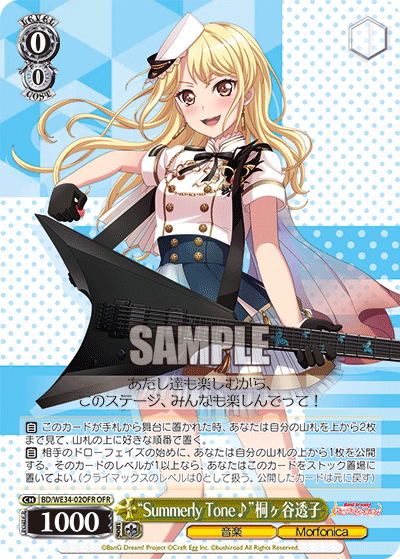 LEVEL
0
0
COST
SAMPLE
あたし達も楽しむから、
このステージ、みんなも楽しんでって!
自 このカードが手札から舞台に置かれた時、あなたは自分の山札を上から2枚まで見て、山札の上に好きな順番で置く。
自 相手のドローフェイズの始めに、あなたは自分の山札の上から1枚を公開する。そのカードのレベルが1以上なら、あなたはこのカードをストック置場に置いてよい。(クライマックスのレベルは0として扱う。公開したカードは元に戻す)
CH BD/WE34-020FR OFR
POWER 1000
“Summerly Tone♪”桐ヶ谷透子
音楽 Morfonica
BanG Dream!
©BanG Dream! Project ©Craft Egg Inc. ©bushiroad All Rights Reserved.